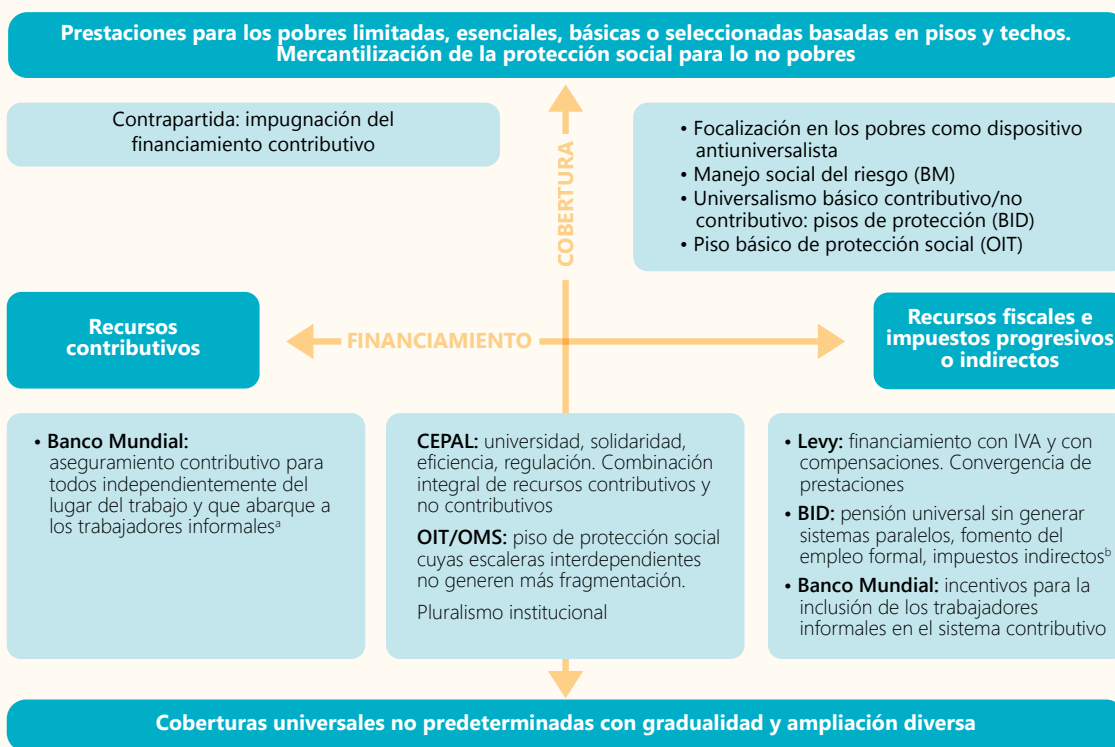 Prestaciones para los pobres limitadas, esenciales, básicas o seleccionadas basadas en pisos y techos.
Mercantilización de la protección social para lo no pobres
Contrapartida: impugnación del
financiamiento contributivo
COBERTURA
• Focalización en los pobres como dispositivo
antiuniversalista
• Manejo social del riesgo (BM)
• Universalismo básico contributivo/no
contributivo: pisos de protección (BID)
• Piso básico de protección social (OIT)
Recursos
contributivos
FINANCIAMIENTO
Recursos fiscales e
impuestos progresivos
o indirectos
• Banco Mundial:
aseguramiento contributivo para
todos independientemente del
lugar del trabajo y que abarque a
los trabajadores informalesᵃ
CEPAL: universidad, solidaridad,
eficiencia, regulación. Combinación
integral de recursos contributivos y
no contributivos
OIT/OMS: piso de protección social
cuyas escaleras interdependientes
no generen más fragmentación.
Pluralismo institucional
• Levy: financiamiento con IVA y con
compensaciones. Convergencia de
prestaciones
• BID: pensión universal sin generar
sistemas paralelos, fomento del
empleo formal, impuestos indirectosᵇ
• Banco Mundial: incentivos para la
inclusión de los trabajadores
informales en el sistema contributivo
Coberturas universales no predeterminadas con gradualidad y ampliación diversa